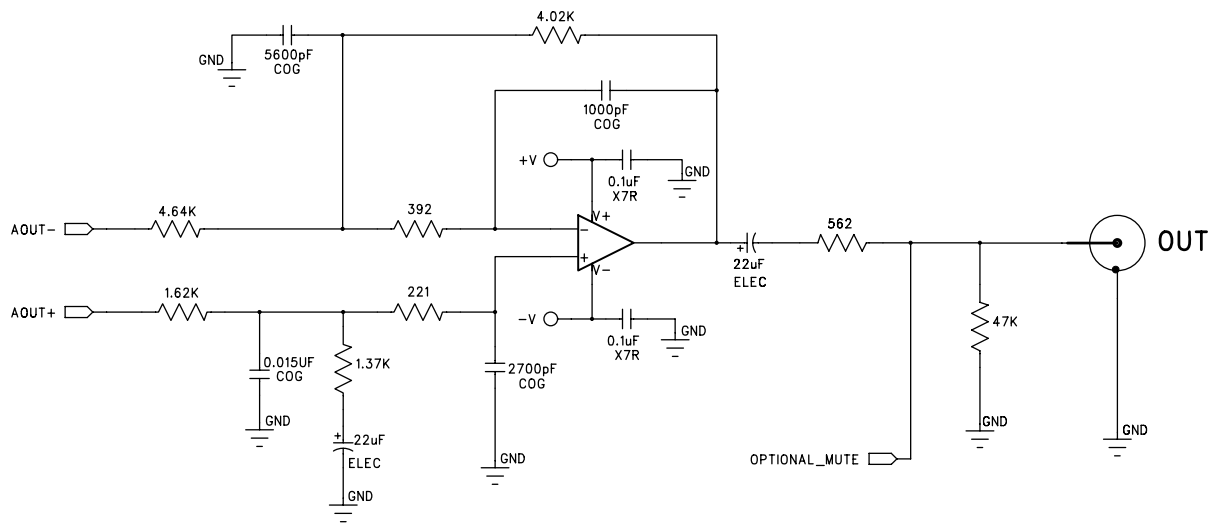 4.02K
GND
5600pF
COG
1000pF
COG
+V
GND
0.1uF
X7R
V+
AOUT-
4.64K
392
-
+
V-
562
+
22uF
ELEC
OUT
AOUT+
1.62K
221
-V
GND
0.1uF
X7R
47K
0.015UF
COG
1.37K
2700pF
COG
GND
GND
GND
+
22uF
ELEC
GND
OPTIONAL_MUTE
GND